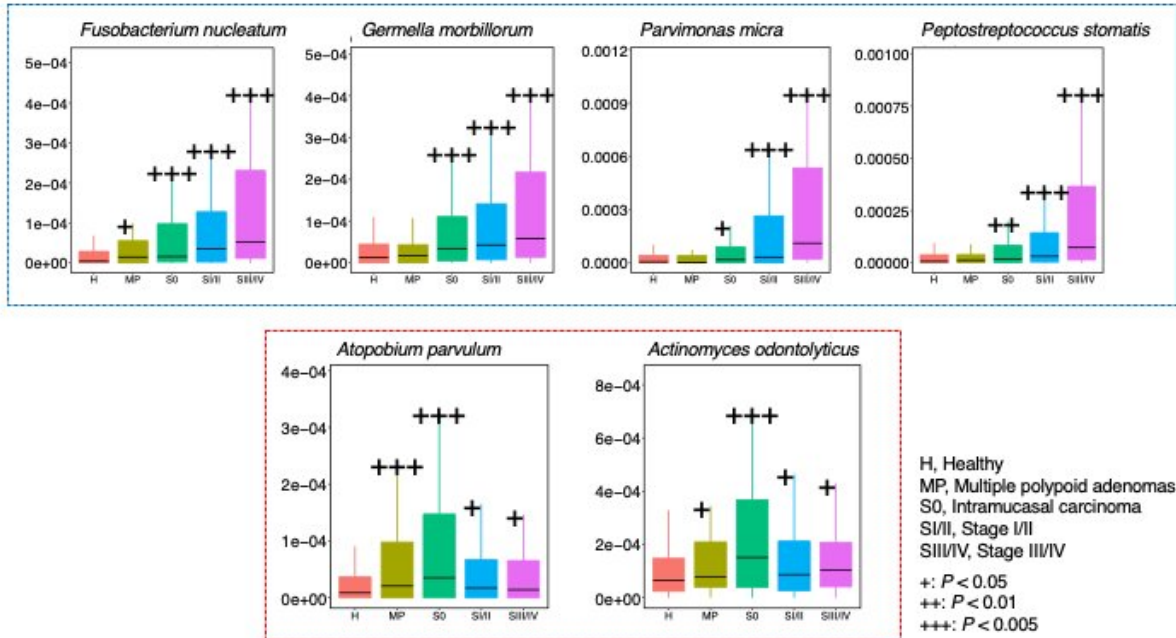 Fusobacterium nucleatum
Germella morbillorum
Parvimonas micra
Peptostreptococcus stomatis
5e−04
4e−04
3e−04
2e−04
1e−04
0e+00
+
+++
+++
+++
H MP S0 SI/II SIII/IV
5e−04
4e−04
3e−04
2e−04
1e−04
0e+00
+++
+++
+++
H MP S0 SI/II SIII/IV
0.0012
0.0009
0.0006
0.0003
0.0000
+
+++
+++
H MP S0 SI/II SIII/IV
0.00100
0.00075
0.00050
0.00025
0.00000
++
+++
+++
H MP S0 SI/II SIII/IV
Atopobium parvulum
Actinomyces odontolyticus
4e−04
3e−04
2e−04
1e−04
0e+00
+++
+++
+
+
H MP S0 SI/II SIII/IV
8e−04
6e−04
4e−04
2e−04
0e+00
+
+++
+
+
H MP S0 SI/II SIII/IV
H, Healthy
MP, Multiple polypoid adenomas
S0, Intramucasal carcinoma
SI/II, Stage I/II
SIII/IV, Stage III/IV
+: P < 0.05
++: P < 0.01
+++: P < 0.005